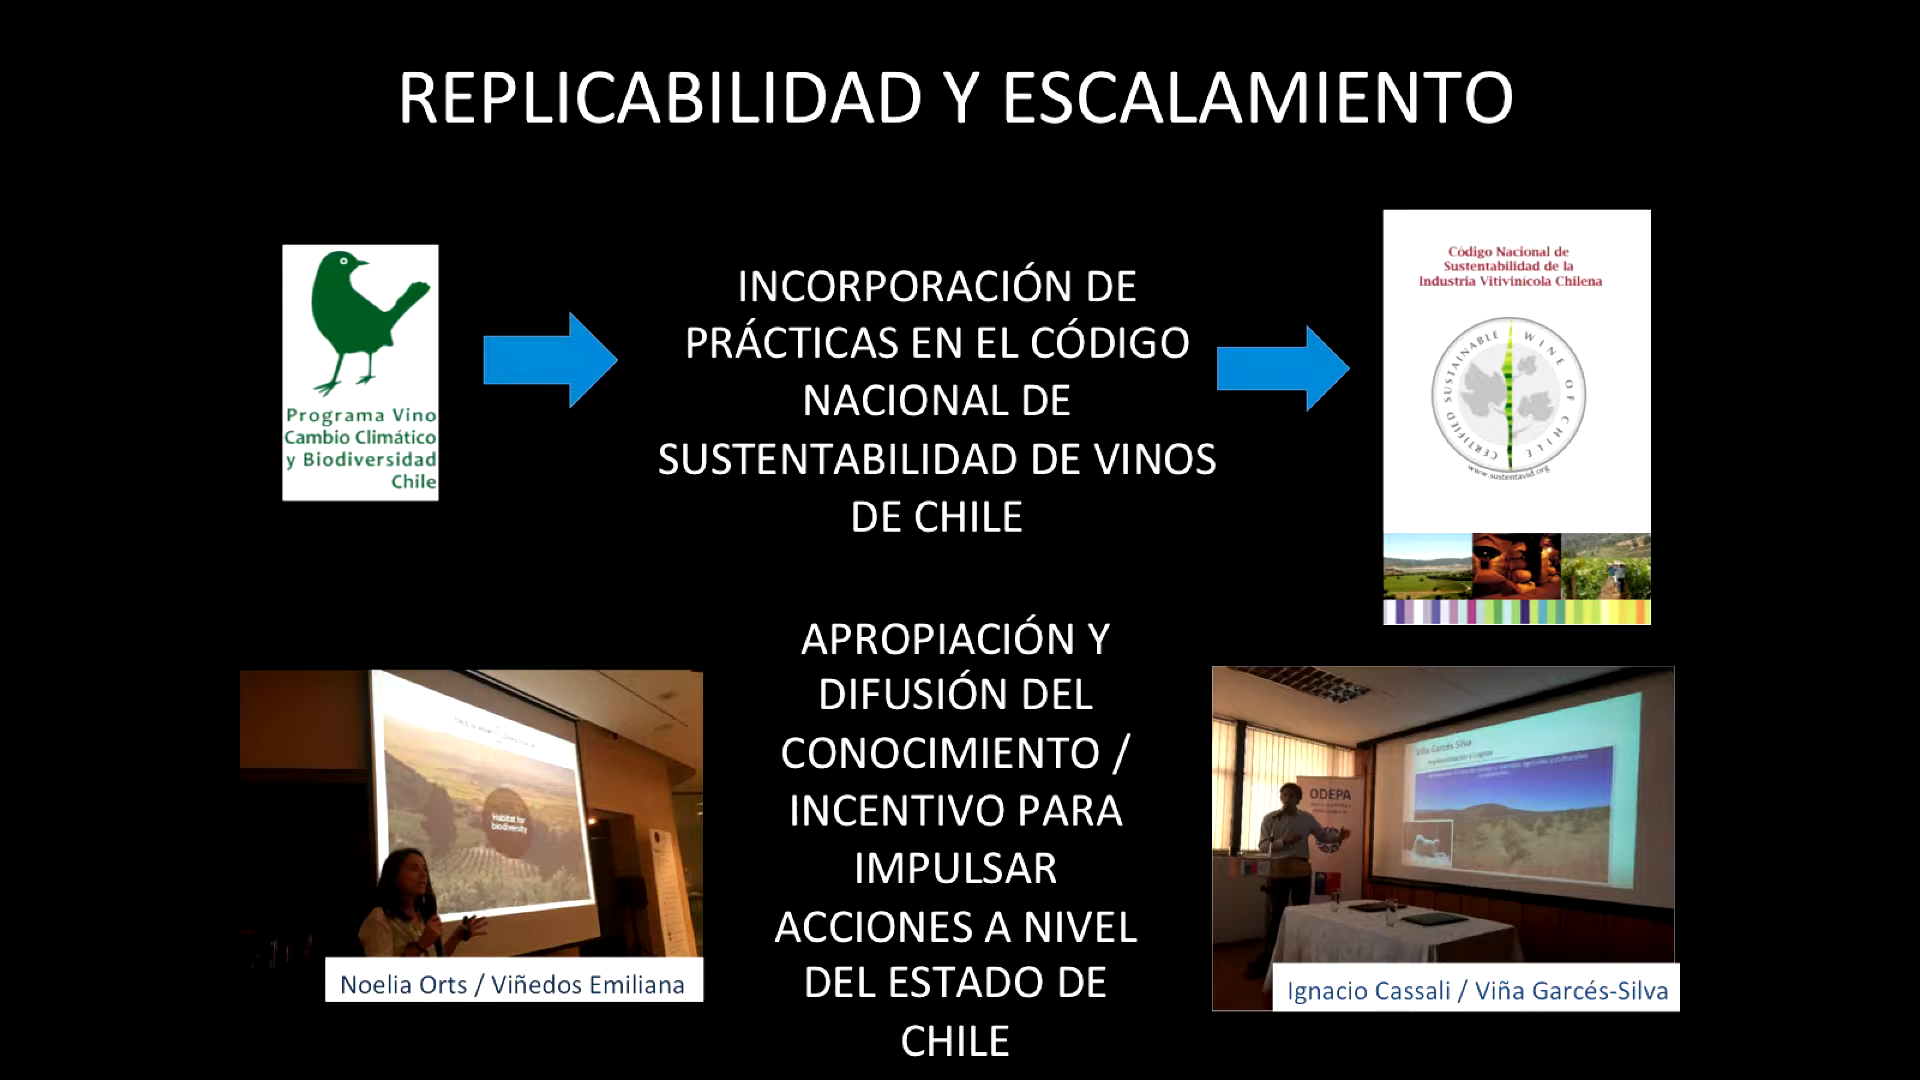 REPLICABILIDAD Y ESCALAMIENTO
Programa Vino
Cambio Climático
y Biodiversidad
Chile
INCORPORACIÓN DE
PRÁCTICAS EN EL CÓDIGO
NACIONAL DE
SUSTENTABILIDAD DE VINOS
DE CHILE
Código Nacional de
Sustentabilidad de la
Industria Vitivinícola Chilena
CERTIFIED SUSTAINABLE WINE OF CHILE
www.sustentavid.org
APROPIACIÓN Y
DIFUSIÓN DEL
CONOCIMIENTO /
INCENTIVO PARA
IMPULSAR
ACCIONES A NIVEL
DEL ESTADO DE
CHILE
Habitat for
biodiversity
Noelia Orts / Viñedos Emiliana
Viña Garcés Silva
ODEPA
Ignacio Cassali / Viña Garcés-Silva